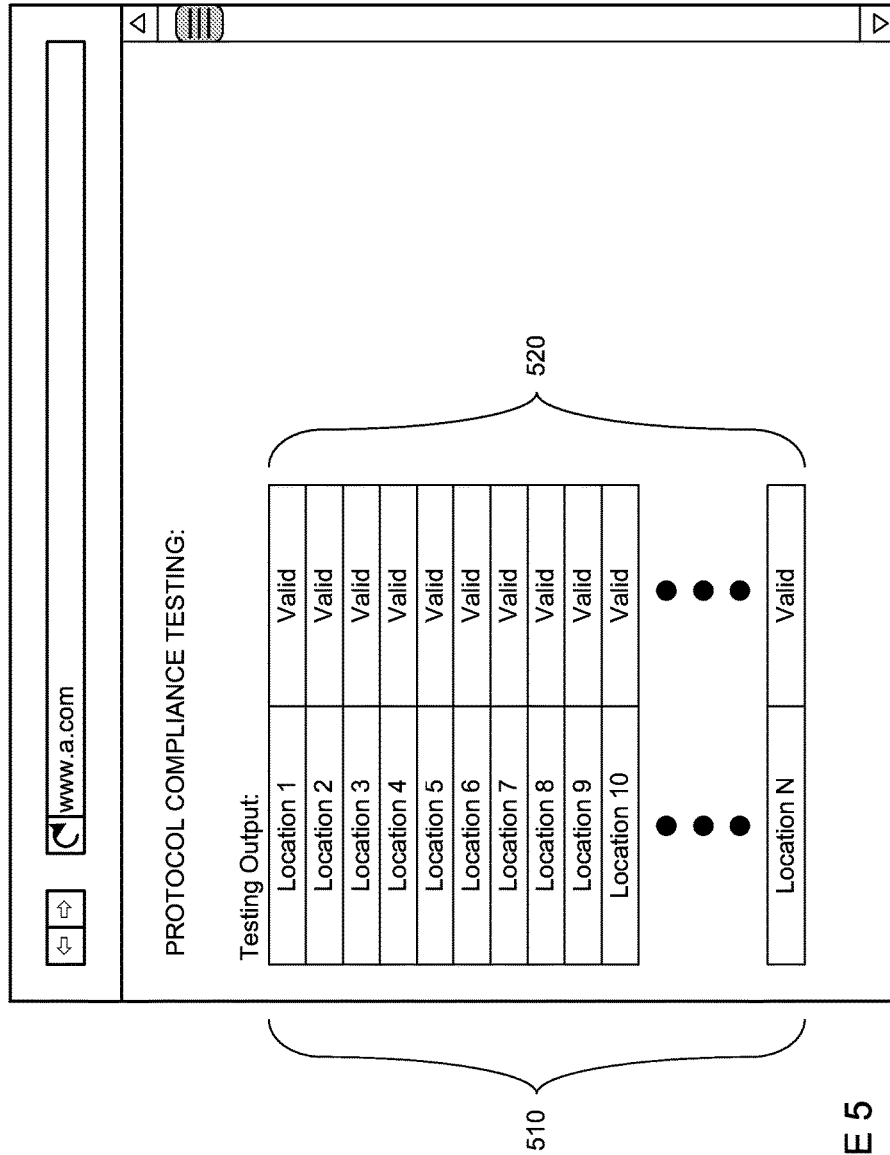 www.a.com
PROTOCOL COMPLIANCE TESTING:
Testing Output:
Location 1 Valid
Location 2 Valid
Location 3 Valid
Location 4 Valid
Location 5 Valid
Location 6 Valid
Location 7 Valid
Location 8 Valid
Location 9 Valid
Location 10 Valid
Location N Valid
510
520
E 5